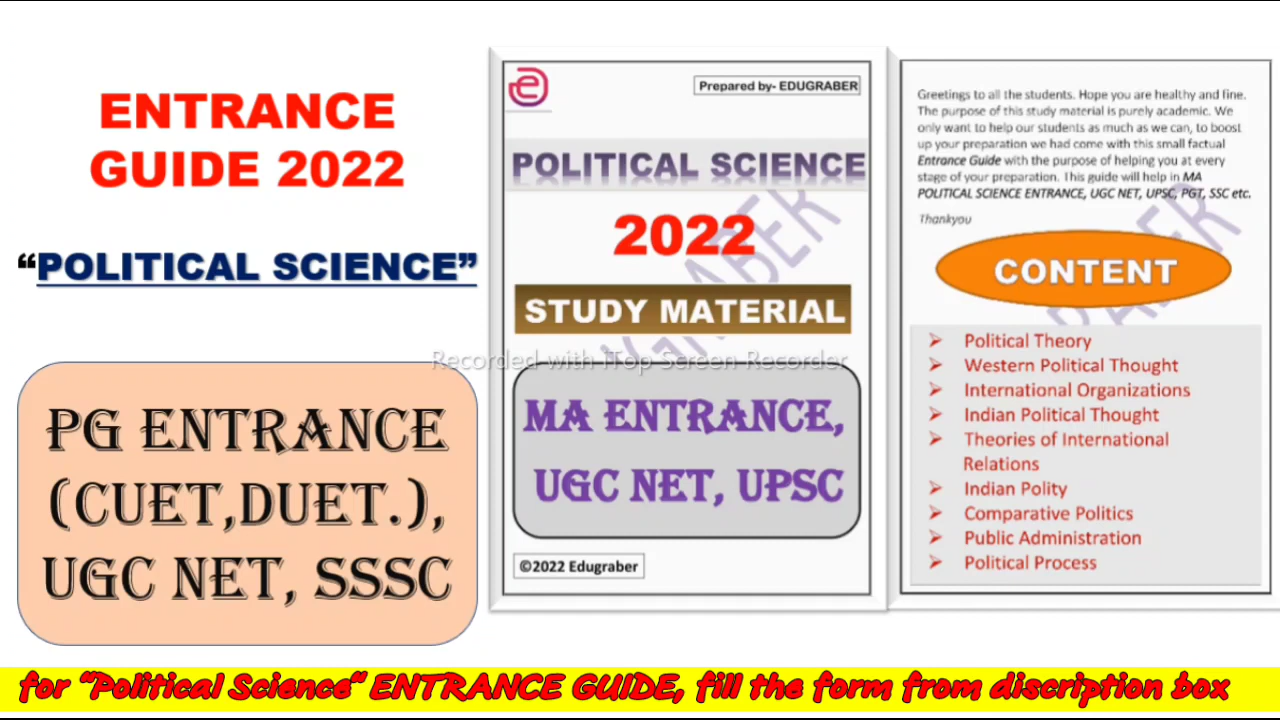 ENTRANCE
GUIDE 2022
“POLITICAL SCIENCE”
PG ENTRANCE
(CUET,DUET.),
UGC NET, SSSC
Prepared by- EDUGRABER
POLITICAL SCIENCE
2022
STUDY MATERIAL
Recorded with iTop Screen Recorder
MA ENTRANCE,
UGC NET, UPSC
©2022 Edugraber
Greetings to all the students. Hope you are healthy and fine.
The purpose of this study material is purely academic. We
only want to help our students as much as we can, to boost
up your preparation we had come with this small factual
Entrance Guide with the purpose of helping you at every
stage of your preparation. This guide will help in MA
POLITICAL SCIENCE ENTRANCE, UGC NET, UPSC, PGT, SSC etc.
Thankyou
CONTENT
Political Theory
Western Political Thought
International Organizations
Indian Political Thought
Theories of International
Relations
Indian Polity
Comparative Politics
Public Administration
Political Process
for “Political Science“ ENTRANCE GUIDE, fill the form from discription box